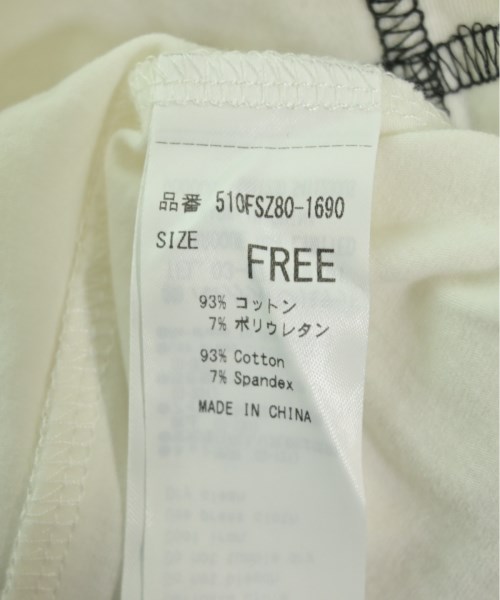 品番 510FSZ80-1690
SIZE FREE
93% コットン
7% ポリウレタン
93% Cotton
7% Spandex
MADE IN CHINA